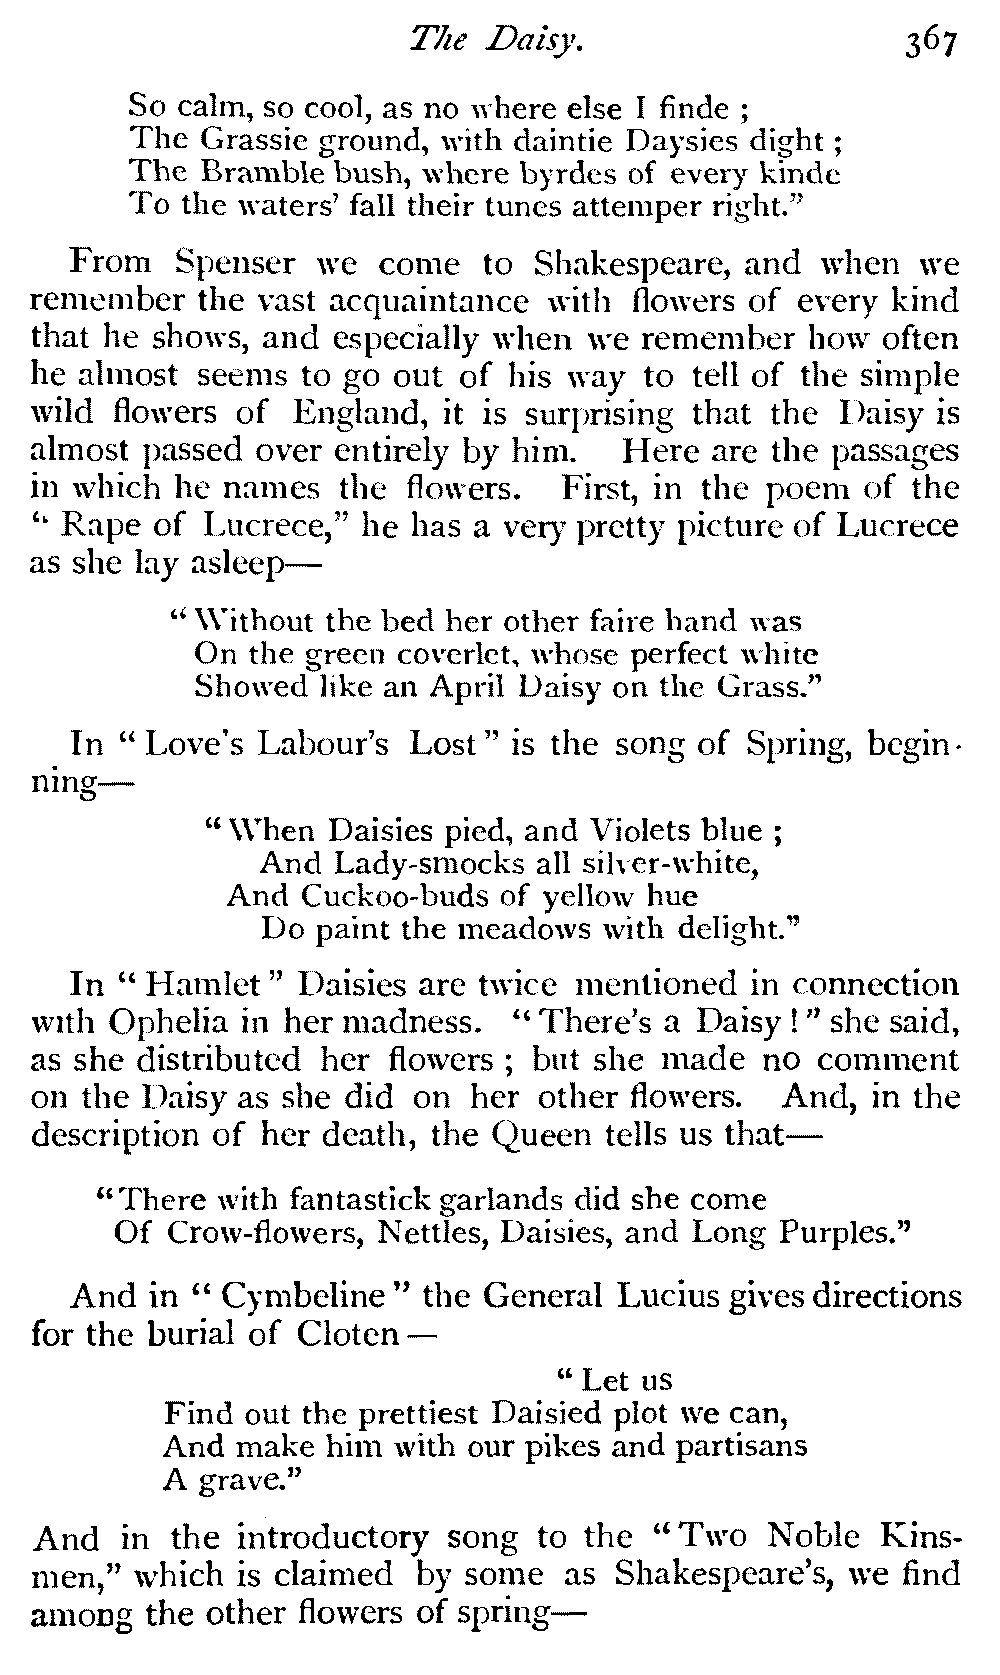 The Daisy. 367
So calm, so cool, as no where else I finde ;
The Grassie ground, with daintie Daysies dight ;
The Bramble bush, where byrdes of every kinde
To the waters' fall their tunes attemper right."
From Spenser we come to Shakespeare, and when we
remember the vast acquaintance with flowers of every kind
that he shows, and especially when we remember how often
he almost seems to go out of his way to tell of the simple
wild flowers of England, it is surprising that the Daisy is
almost passed over entirely by him. Here are the passages
in which he names the flowers. First, in the poem of the
" Rape of Lucrece," he has a very pretty picture of Lucrece
as she lay asleep—
" Without the bed her other faire hand was
On the green coverlet, whose perfect white
Showed like an April Daisy on the Grass."
In " Love's Labour's Lost " is the song of Spring, begin-
ning—
" When Daisies pied, and Violets blue ;
And Lady-smocks all silver-white,
And Cuckoo-buds of yellow hue
Do paint the meadows with delight."
In " Hamlet " Daisies are twice mentioned in connection
with Ophelia in her madness. " There's a Daisy ! " she said,
as she distributed her flowers ; but she made no comment
on the Daisy as she did on her other flowers. And, in the
description of her death, the Queen tells us that—
" There with fantastick garlands did she come
Of Crow-flowers, Nettles, Daisies, and Long Purples."
And in " Cymbeline " the General Lucius gives directions
for the burial of Cloten —
" Let us
Find out the prettiest Daisied plot we can,
And make him with our pikes and partisans
A grave."
And in the introductory song to the " Two Noble Kins-
men," which is claimed by some as Shakespeare's, we find
among the other flowers of spring—